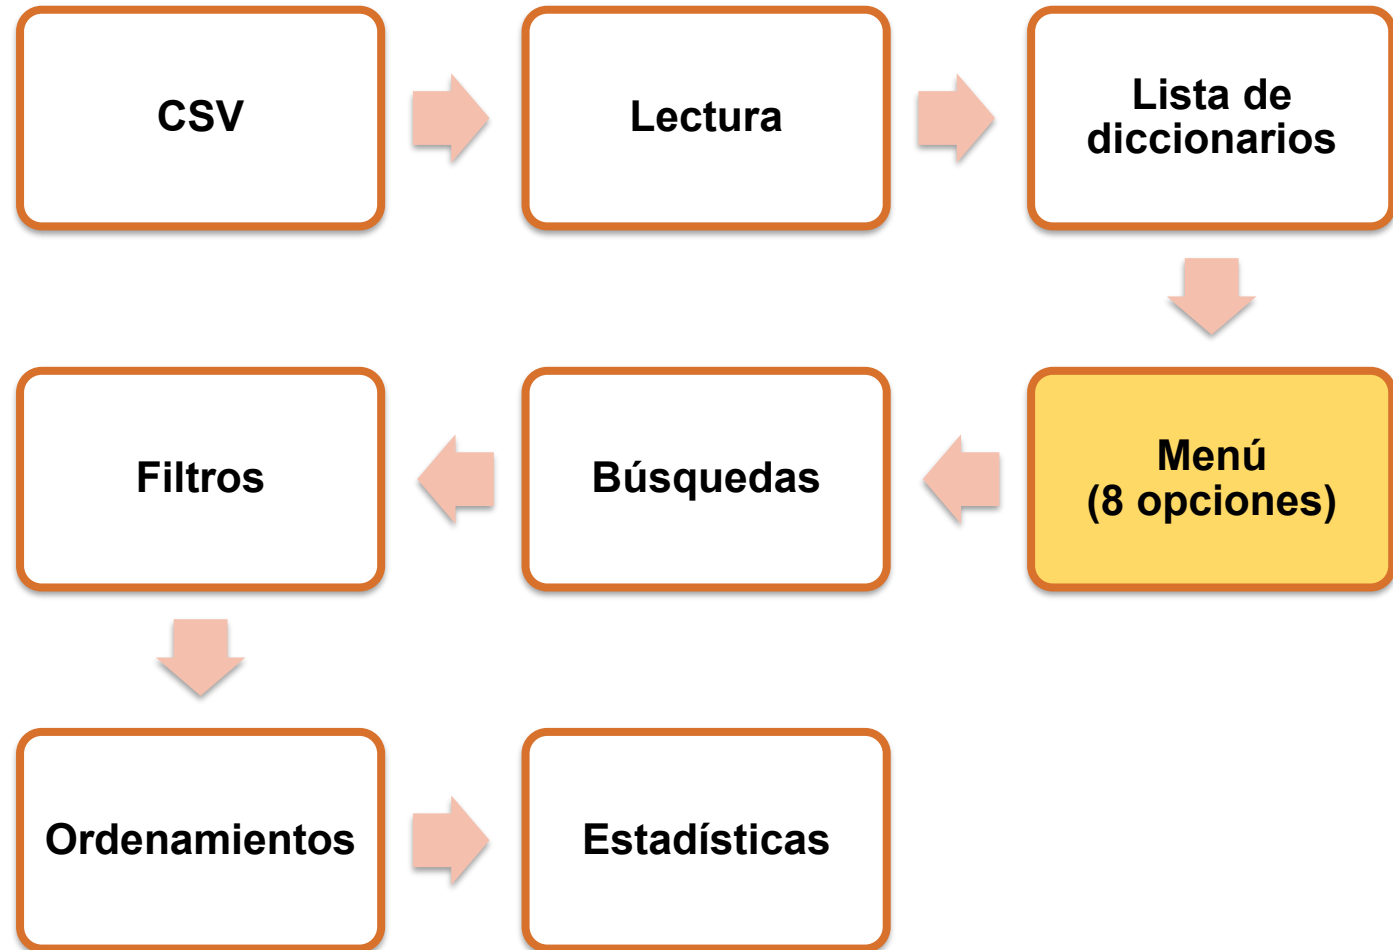 CSV
Lectura
Lista de
diccionarios
Menú
(8 opciones)
Búsquedas
Filtros
Ordenamientos
Estadísticas